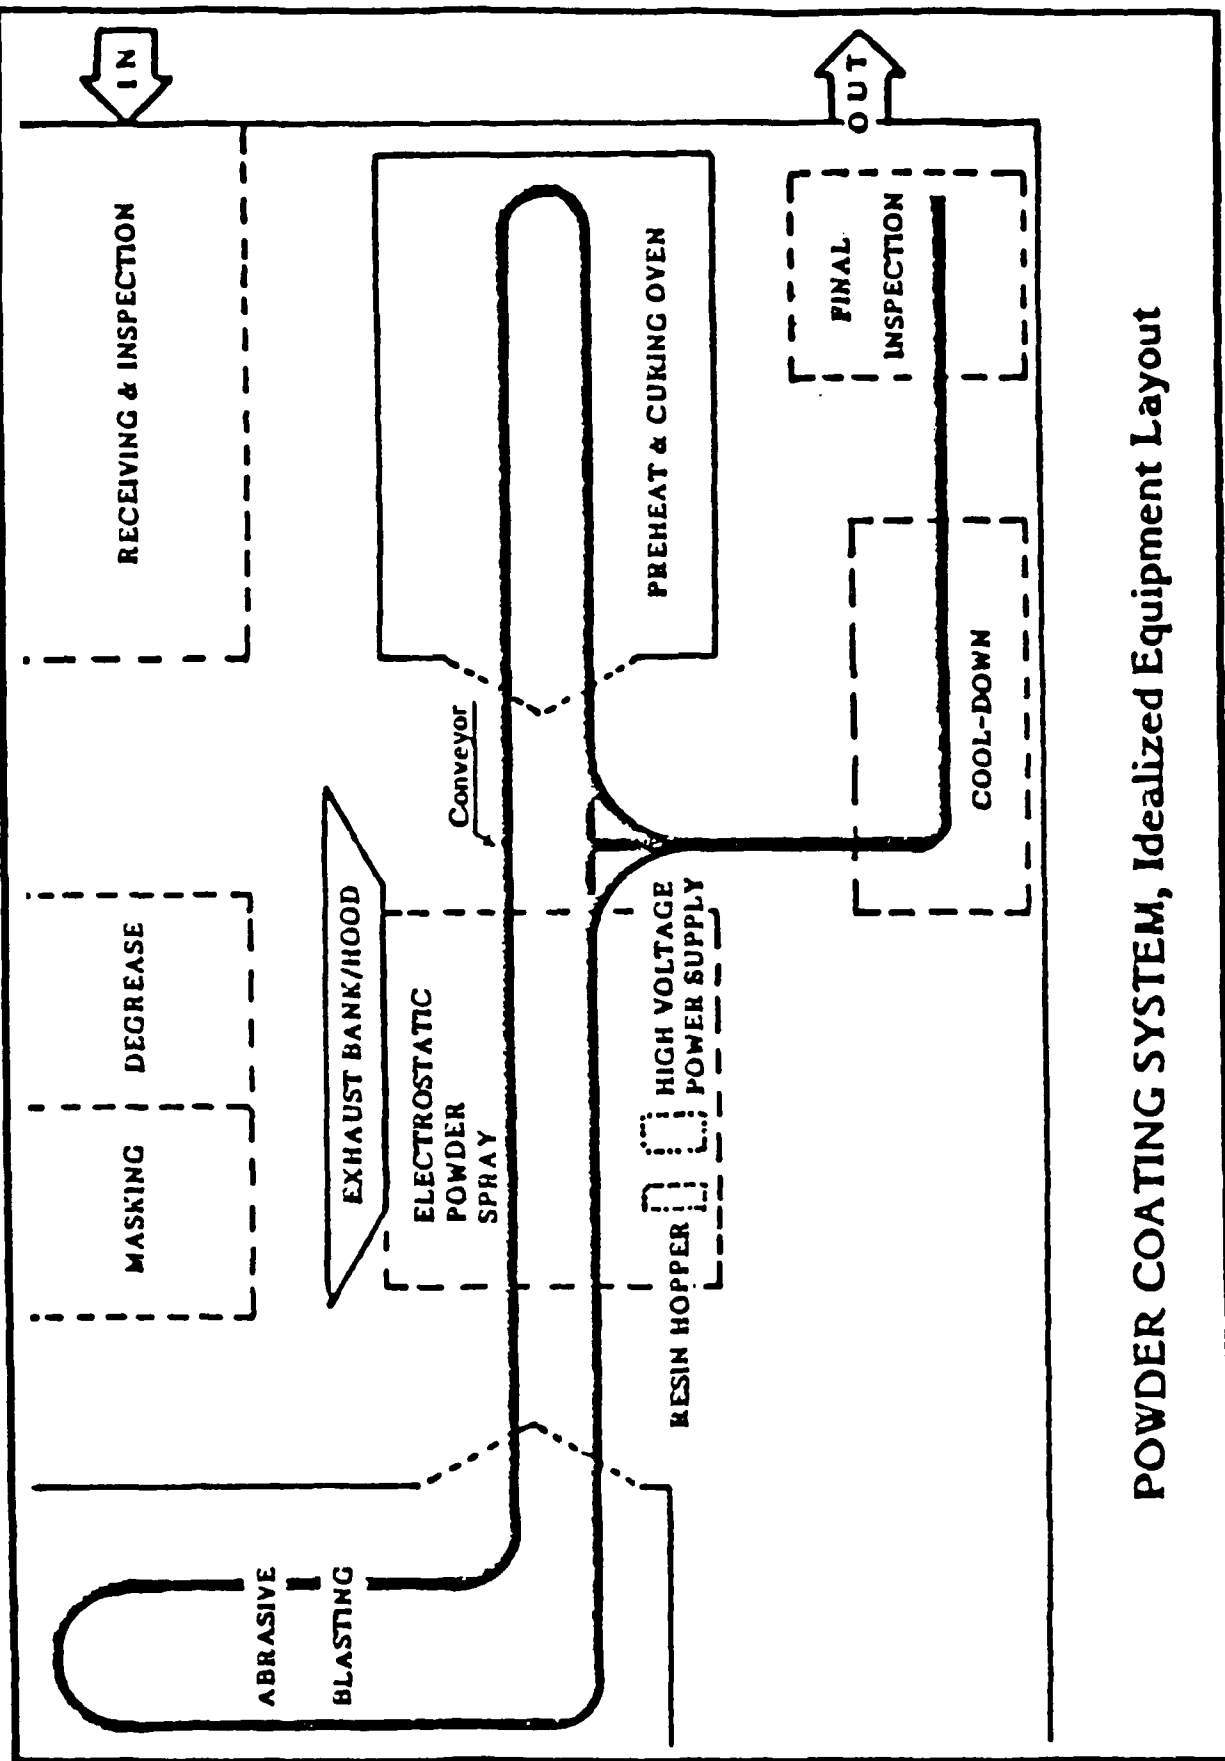 IN
OUT
RECEIVING & INSPECTION
DEGREASE
MASKING
EXHAUST BANK/HOOD
Conveyor
PREHEAT & CURING OVEN
FINAL
INSPECTION
COOL-DOWN
ELECTROSTATIC
POWDER
SPRAY
HIGH VOLTAGE
POWER SUPPLY
RESIN HOPPER
ABRASIVE
BLASTING
POWDER COATING SYSTEM, Idealized Equipment Layout